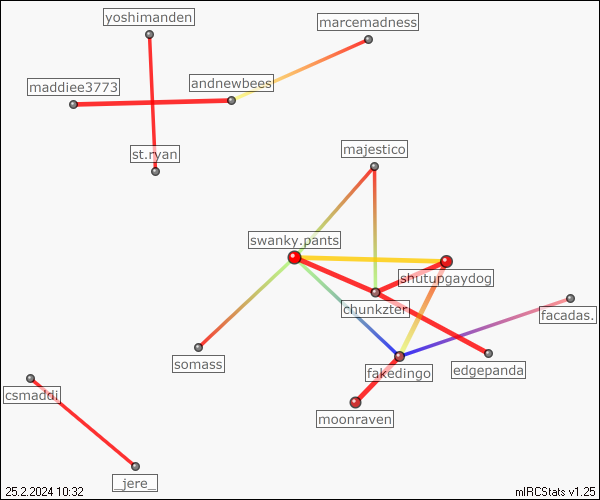 yoshimanden
marcemadness
maddiee3773
andnewbees
st.ryan
majestico
swanky.pants
shutupgaydog
chunkzter
facadas.
somass
fakedingo
edgepanda
csmaddi
moonraven
_jere_
25.2.2024 10:32
mIRCStats v1.25